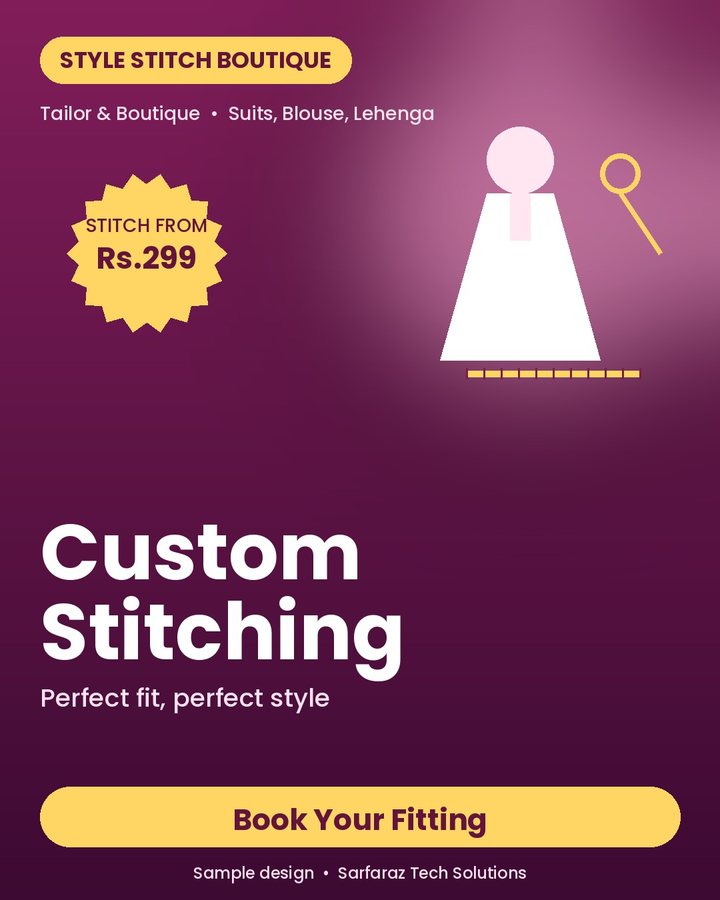 STYLE STITCH BOUTIQUE
Tailor & Boutique • Suits, Blouse, Lehenga
STITCH FROM
Rs.299
Custom
Stitching
Perfect fit, perfect style
Book Your Fitting
Sample design • Sarfaraz Tech Solutions